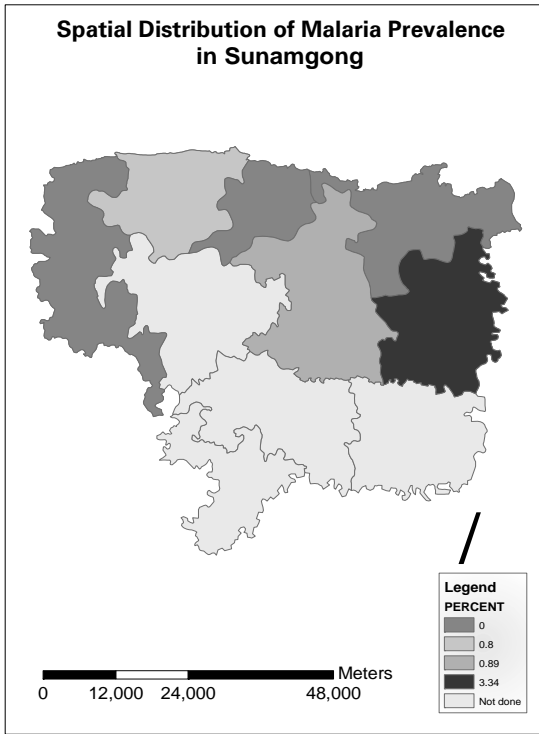 Spatial Distribution of Malaria Prevalence
in Sunamgong
Legend
PERCENT
0
0.8
0.89
3.34
Not done
Meters
0 12,000 24,000 48,000